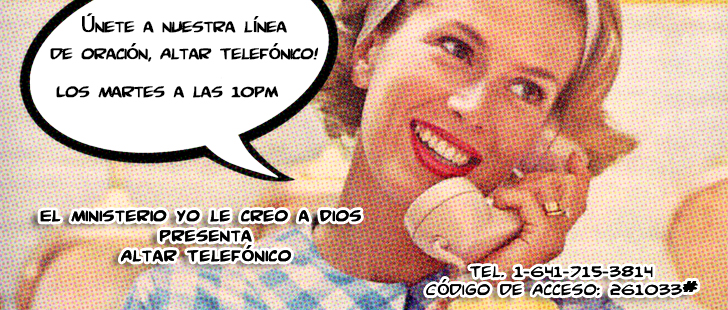 ÚNETE A NUESTRA LÍNEA
DE ORACIÓN, ALTAR TELEFÓNICO!
LOS MARTES A LAS 10PM
EL MINISTERIO YO LE CREO A DIOS
PRESENTA
ALTAR TELEFÓNICO
TEL. 1-641-715-3814
CÓDIGO DE ACCESO: 261033#